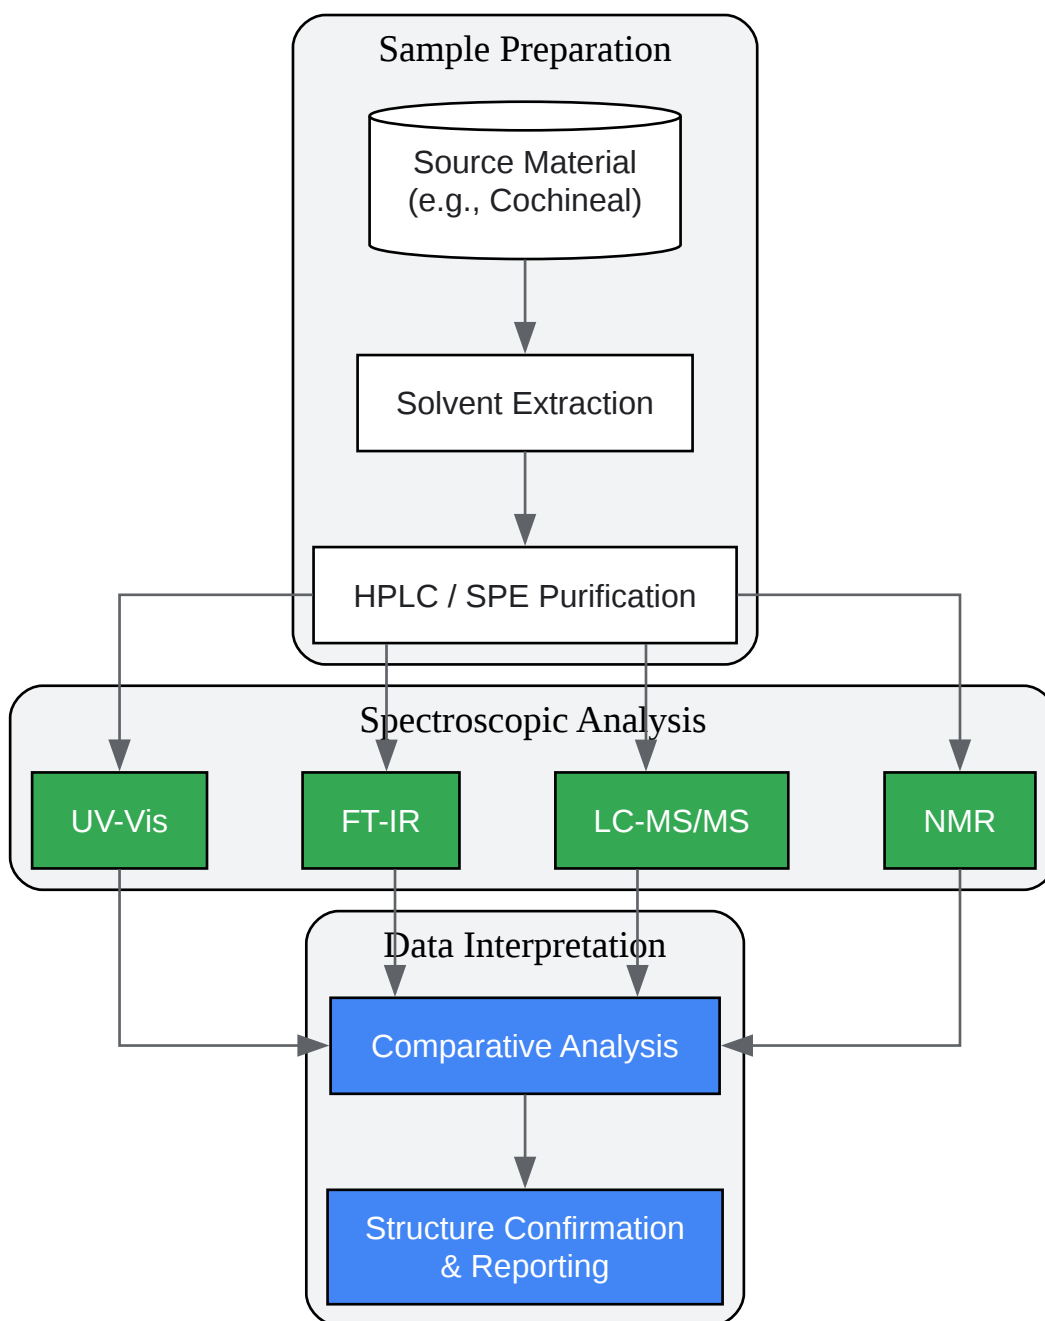 Sample Preparation
Source Material
(e.g., Cochineal)
Solvent Extraction
HPLC / SPE Purification
Spectroscopic Analysis
UV-Vis
FT-IR
LC-MS/MS
NMR
Data Interpretation
Comparative Analysis
Structure Confirmation
& Reporting